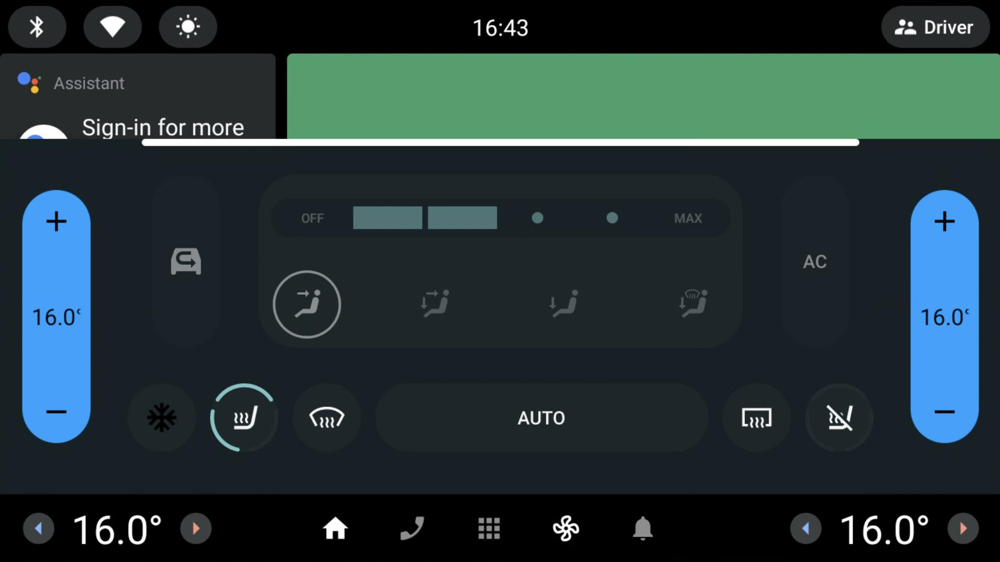 16:43
Driver
Assistant
Sign-in for more
OFF
MAX
+
+
AC
16.0°
16.0°
−
−
AUTO
16.0°
16.0°